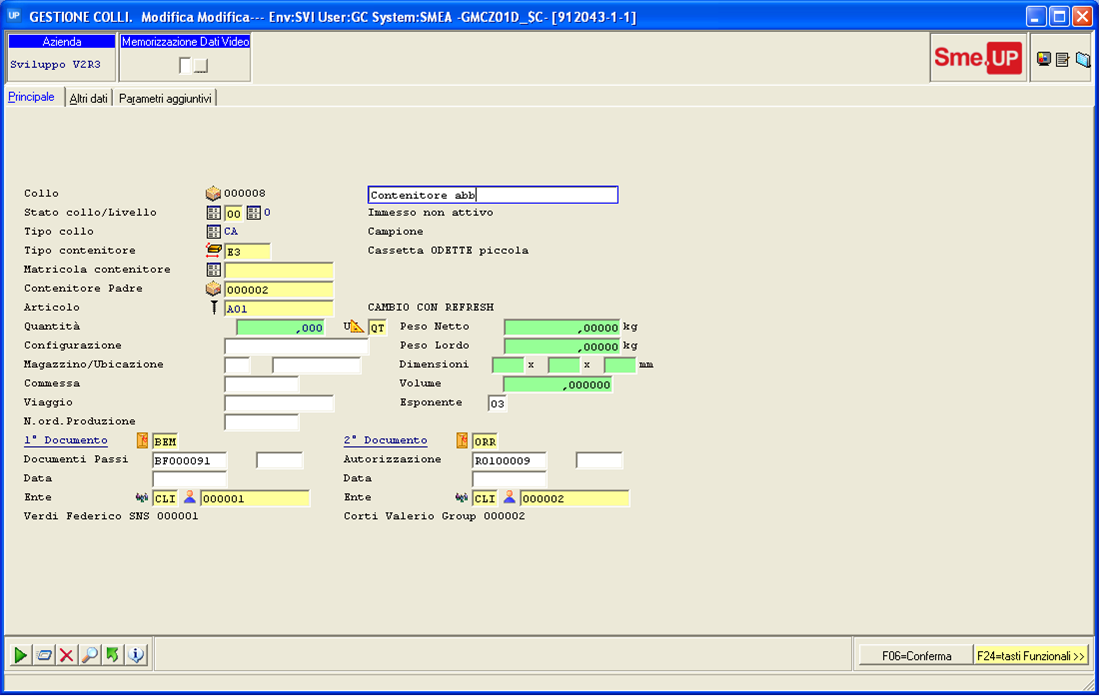 UP GESTIONE COLLI. Modifica Modifica--- Env:SVI User:GC System:SMEA -GMCZ01D_SC- [912043-1-1]
Azienda Memorizzazione Dati Video
Sviluppo V2R3
Sme.UP
Principale Altri dati Parametri aggiuntivi
Collo 000008 Contenitore abb
Stato collo/Livello 00 0 Immesso non attivo
Tipo collo CA Campione
Tipo contenitore E3 Cassetta ODETTE piccola
Matricola contenitore
Contenitore Padre 000002
Articolo A01 CAMBIO CON REFRESH
Quantità ,000 U QT Peso Netto ,00000 kg
Configurazione Peso Lordo ,00000 kg
Magazzino/Ubicazione Dimensioni x x mm
Commessa Volume ,000000
Viaggio Esponente 03
N.ord.Produzione
1° Documento BEM 2° Documento ORR
Documenti Passi BF000091 Autorizzazione R0100009
Data Data
Ente CLI 000001 Ente CLI 000002
Verdi Federico SNS 000001 Corti Valerio Group 000002
F06=Conferma F24=tasti Funzionali >>